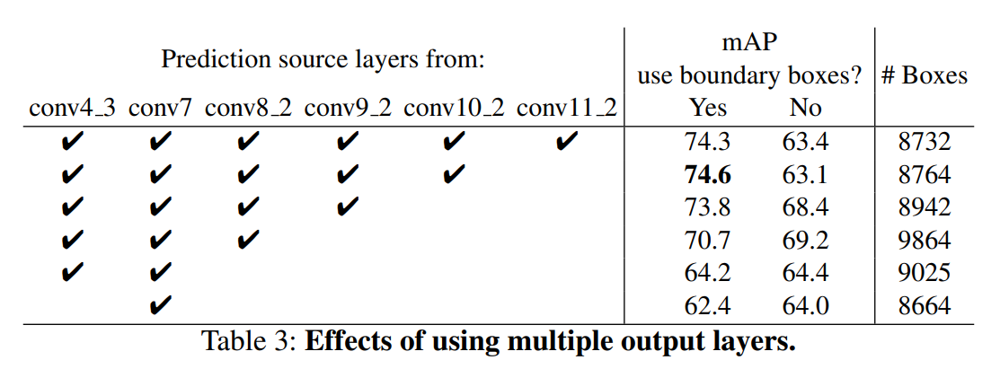 Prediction source layers from: mAP
use boundary boxes? # Boxes
conv4_3 conv7 conv8_2 conv9_2 conv10_2 conv11_2 Yes No
✔ ✔ ✔ ✔ ✔ ✔ 74.3 63.4 8732
✔ ✔ ✔ ✔ ✔ 74.6 63.1 8764
✔ ✔ ✔ ✔ 73.8 68.4 8942
✔ ✔ ✔ 70.7 69.2 9864
✔ ✔ 64.2 64.4 9025
✔ 62.4 64.0 8664
Table 3: Effects of using multiple output layers.